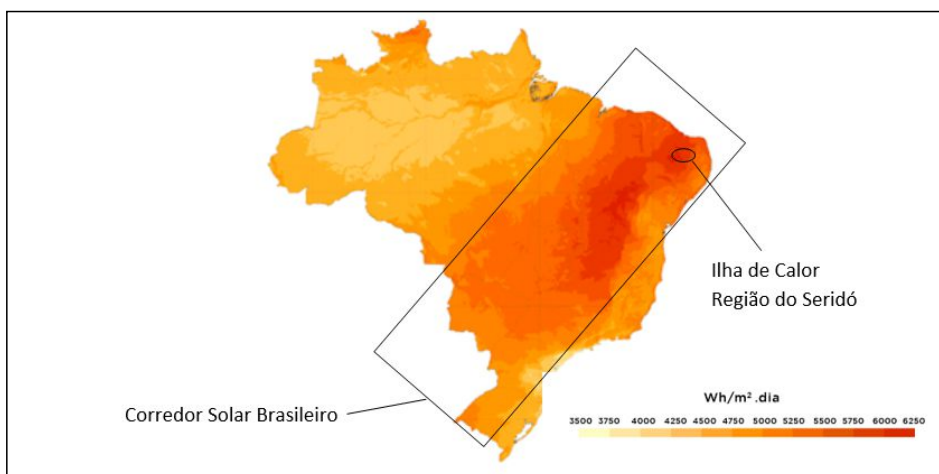 Ilha de Calor
Região do Seridó
Corredor Solar Brasileiro
Wh/m².dia
3500 3750 4000 4250 4500 4750 5000 5250 5500 5750 6000 6250